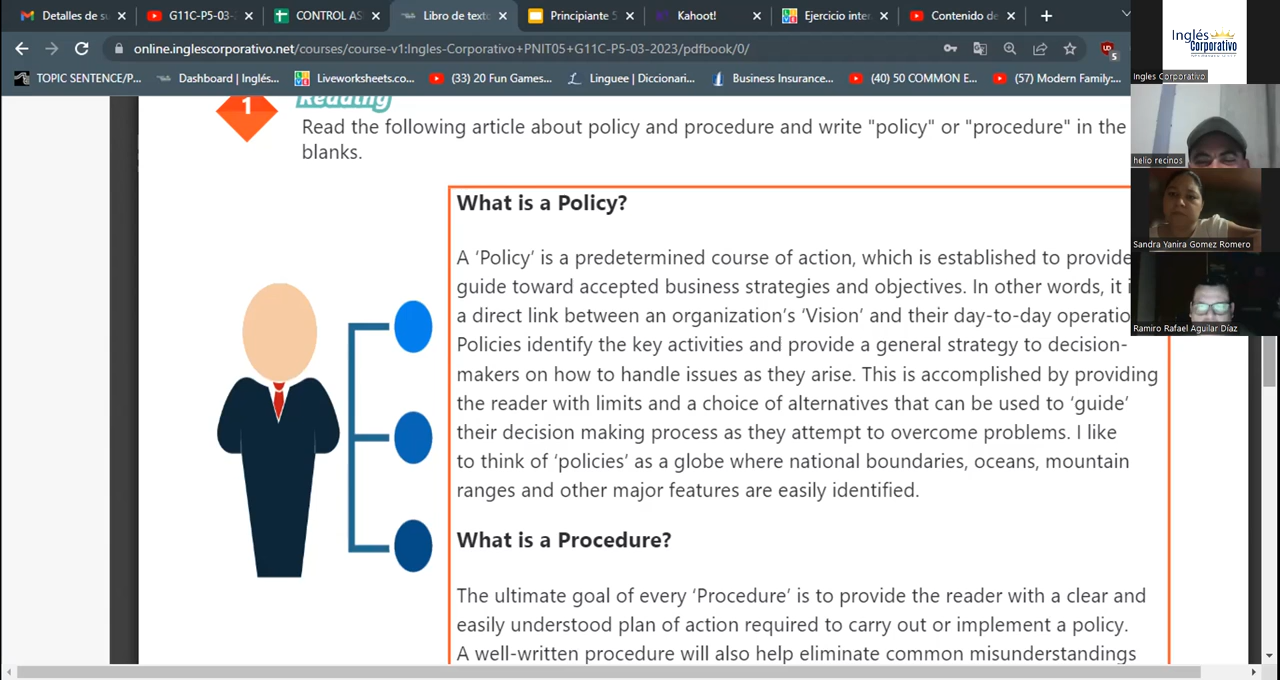 Detalles de su
G11C-P5-03-
CONTROL AS
Libro de texto
Principiante 5
Kahoot!
Ejercicio inter
Contenido de
online.inglescorporativo.net/courses/course-v1:Ingles-Corporativo+PNIT05+G11C-P5-03-2023/pdfbook/0/
TOPIC SENTENCE/P...
Dashboard | Inglés...
Liveworksheets.co...
(33) 20 Fun Games...
Linguee | Diccionari...
Business Insurance...
(40) 50 COMMON E...
(57) Modern Family:...
5
Inglés
Corporativo
Ingles Corporativo
helio recinos
Sandra Yanira Gomez Romero
Ramiro Rafael Aguilar Díaz
1
Reading
Read the following article about policy and procedure and write "policy" or "procedure" in the
blanks.
What is a Policy?
A ‘Policy’ is a predetermined course of action, which is established to provide
guide toward accepted business strategies and objectives. In other words, it
a direct link between an organization’s ‘Vision’ and their day-to-day operatio
Policies identify the key activities and provide a general strategy to decision-
makers on how to handle issues as they arise. This is accomplished by providing
the reader with limits and a choice of alternatives that can be used to ‘guide’
their decision making process as they attempt to overcome problems. I like
to think of ‘policies’ as a globe where national boundaries, oceans, mountain
ranges and other major features are easily identified.
What is a Procedure?
The ultimate goal of every ‘Procedure’ is to provide the reader with a clear and
easily understood plan of action required to carry out or implement a policy.
A well-written procedure will also help eliminate common misunderstandings